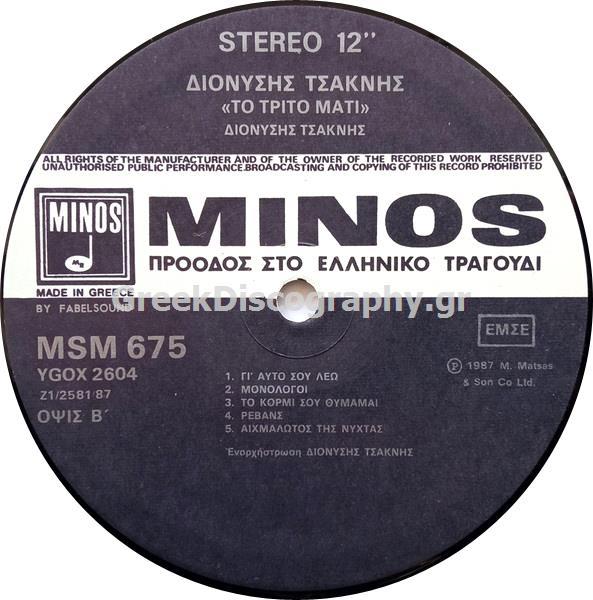 STEREO 12''
ΔΙΟΝΥΣΗΣ ΤΣΑΚΝΗΣ
«ΤΟ ΤΡΙΤΟ ΜΑΤΙ»
ΔΙΟΝΥΣΗΣ ΤΣΑΚΝΗΣ
ALL RIGHTS OF THE MANUFACTURER AND OF THE OWNER OF THE RECORDED WORK RESERVED
UNAUTHORISED PUBLIC PERFORMANCE.BROADCASTING AND COPYING OF THIS RECORD PROHIBITED
MINOS
MINOS
ΠΡΟΟΔΟΣ ΣΤΟ ΕΛΛΗΝΙΚΟ ΤΡΑΓΟΥΔΙ
MADE IN GREECE
GreekDiscography.gr
BY FABELSOUND
MSM 675
YGOX 2604
Z1/2581/87
ΟΨΙΣ Β΄
ΕΜΣΕ
Ⓟ 1987 M. Matsas
& Son Co Ltd.
1. ΓΙ' ΑΥΤΟ ΣΟΥ ΛΕΩ
2. ΜΟΝΟΛΟΓΟΙ
3. ΤΟ ΚΟΡΜΙ ΣΟΥ ΘΥΜΑΜΑΙ
4. ΡΕΒΑΝΣ
5. ΑΙΧΜΑΛΩΤΟΣ ΤΗΣ ΝΥΧΤΑΣ
Ἐνορχήστρωση ΔΙΟΝΥΣΗΣ ΤΣΑΚΝΗΣ